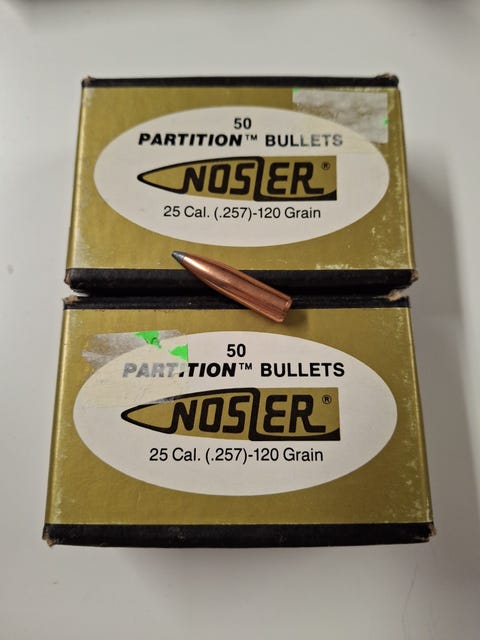 50
PARTITION™ BULLETS
NOSLER®
25 Cal. (.257)-120 Grain
50
PARTITION™ BULLETS
NOSLER®
25 Cal. (.257)-120 Grain